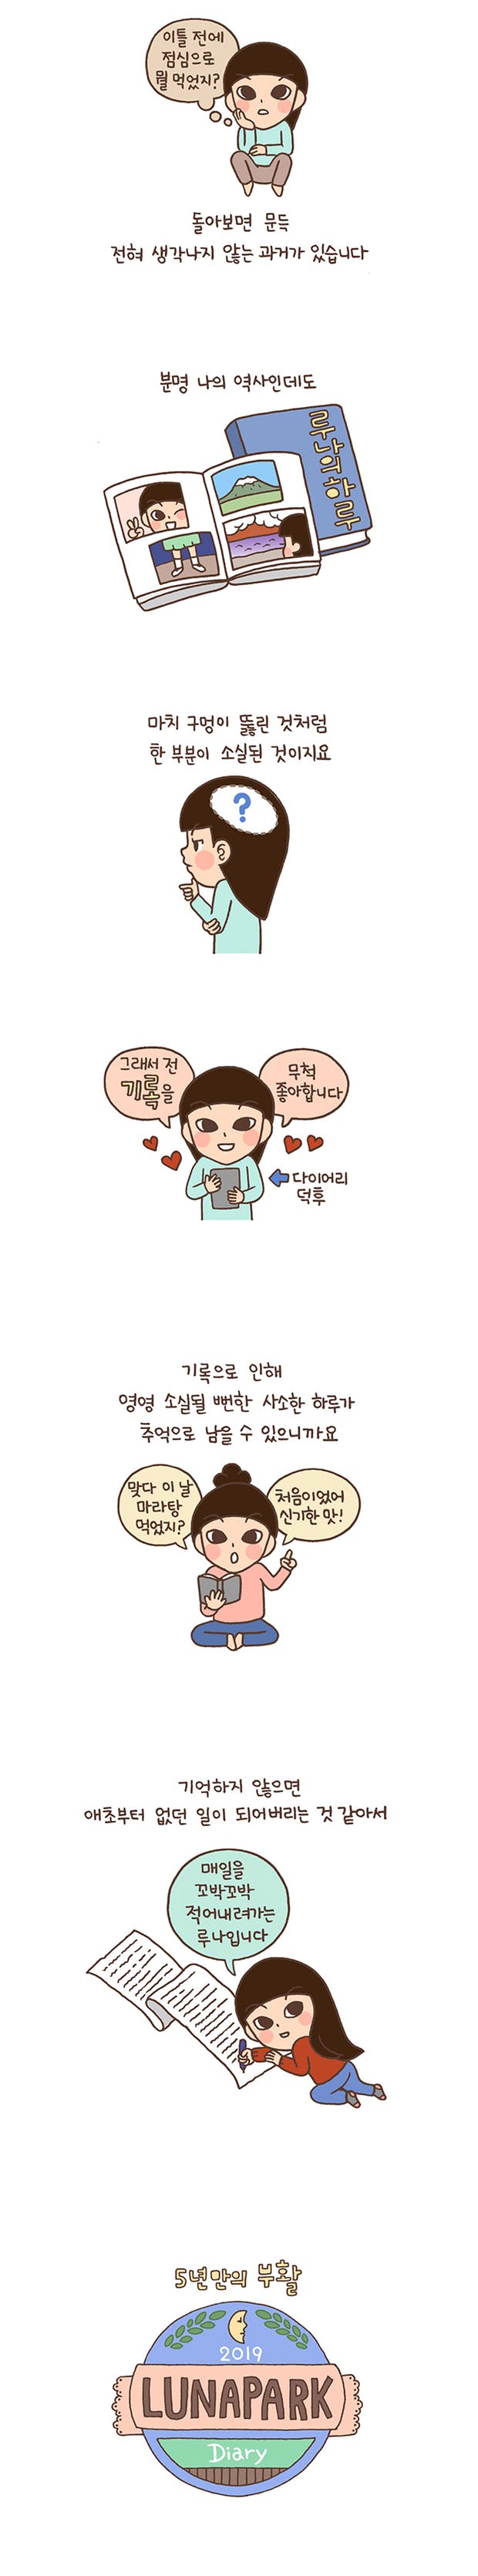 이틀 전에
점심으로
뭘 먹었지?
돌아보면 문득
전혀 생각나지 않는 과거가 있습니다
분명 나의 역사인데도
루나의하루
마치 구멍이 뚫린 것처럼
한 부분이 소실된 것이지요
?
그래서 전
기록을
무척
좋아합니다
다이어리
덕후
기록으로 인해
영영 소실될 뻔한 사소한 하루가
추억으로 남을 수 있으니까요
맞다 이 날
마라탕
먹었지?
처음이었어
신기한 맛!
기억하지 않으면
애초부터 없던 일이 되어버리는 것 같아서
매일을
꼬박꼬박
적어내려가는
루나입니다
5년만의 부활
2019
LUNAPARK
Diary